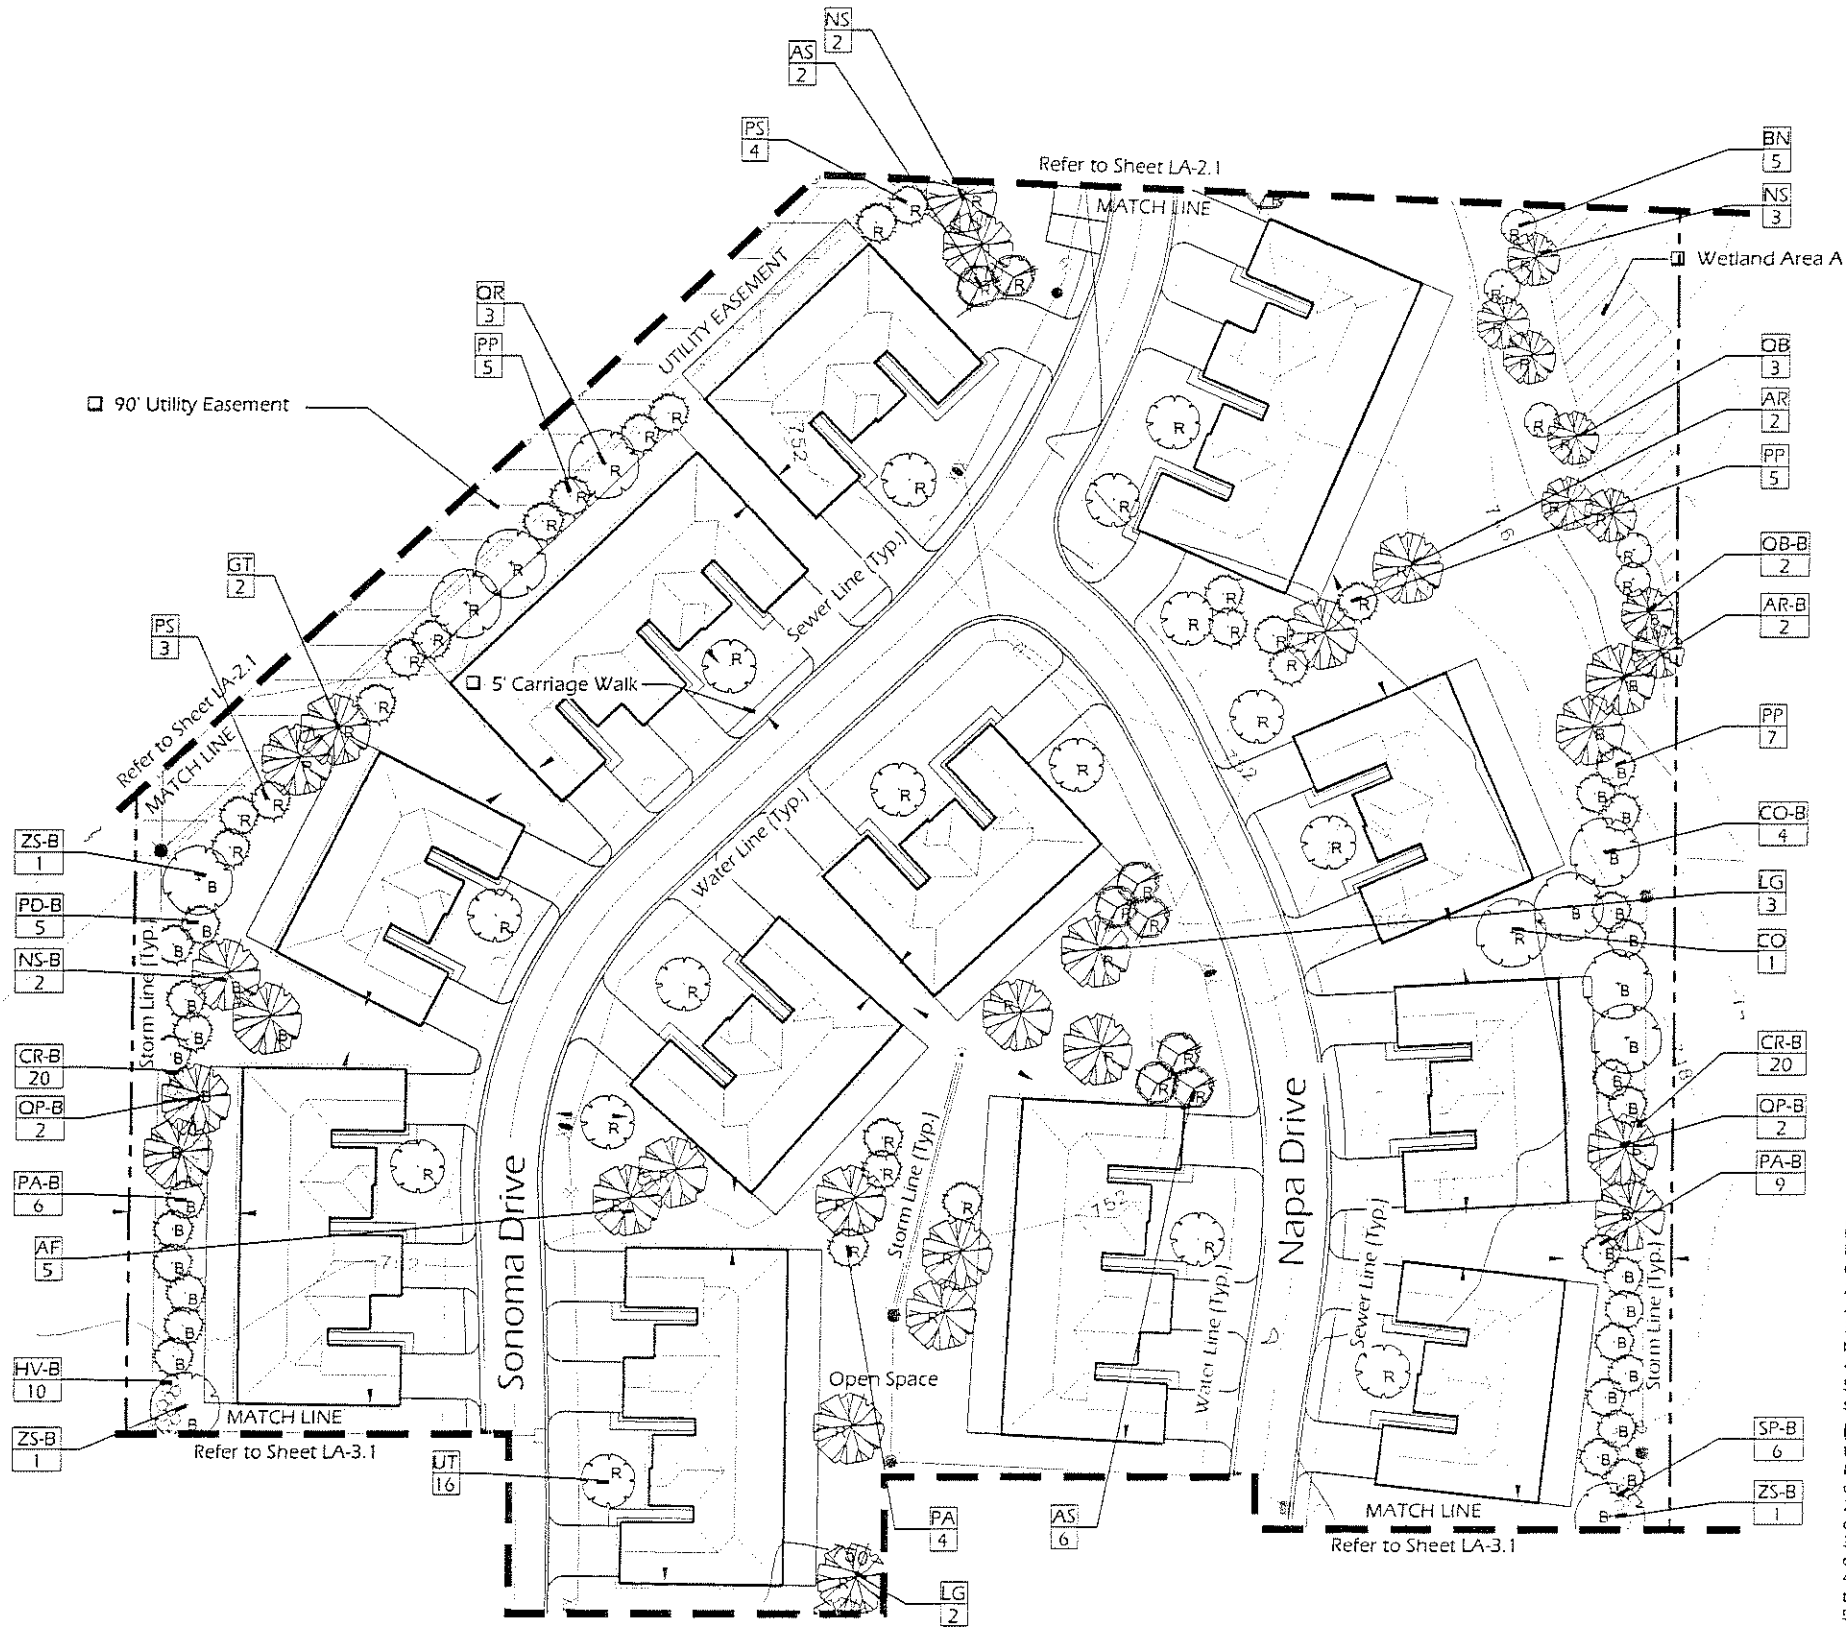 NS
2
AS
2
PS
4
Refer to Sheet LA-2.1
MATCH LINE
BN
5
NS
3
Wetland Area A
UTILITY EASEMENT
QR
3
PP
5
90' Utility Easement
752
OB
3
AR
2
PP
5
GT
2
Sewer Line (Typ.)
QB-B
2
AR-B
2
PS
3
5' Carriage Walk
Refer to Sheet LA-2.1
MATCH LINE
752
PP
7
Water Line (Typ.)
ZS-B
1
CO-B
4
PD-B
5
LG
3
NS-B
2
CO
1
Storm Line (Typ.)
CR-B
20
QP-B
2
CR-B
20
QP-B
2
PA-B
6
PA-B
9
AF
5
Sonoma Drive
Storm Line (Typ.)
752
Napa Drive
Water Line (Typ.)
Sewer Line (Typ.)
Storm Line (Typ.)
752
HV-B
10
Open Space
ZS-B
1
MATCH LINE
Refer to Sheet LA-3.1
UT
16
SP-B
6
ZS-B
1
PA
4
AS
6
MATCH LINE
Refer to Sheet LA-3.1
LG
2